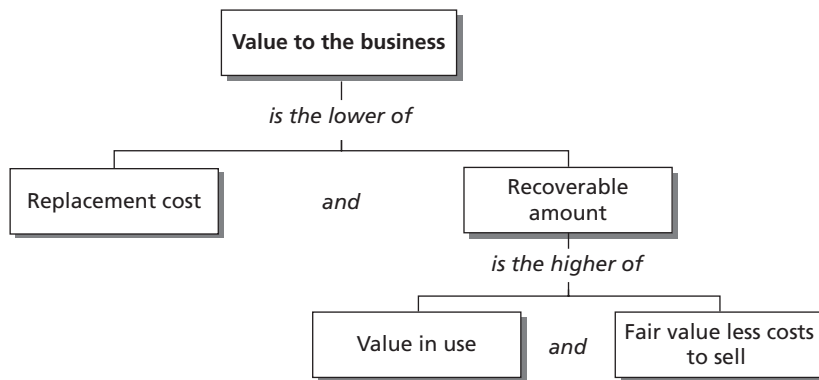 Value to the business
is the lower of
Replacement cost
and
Recoverable
amount
is the higher of
Value in use
and
Fair value less costs
to sell